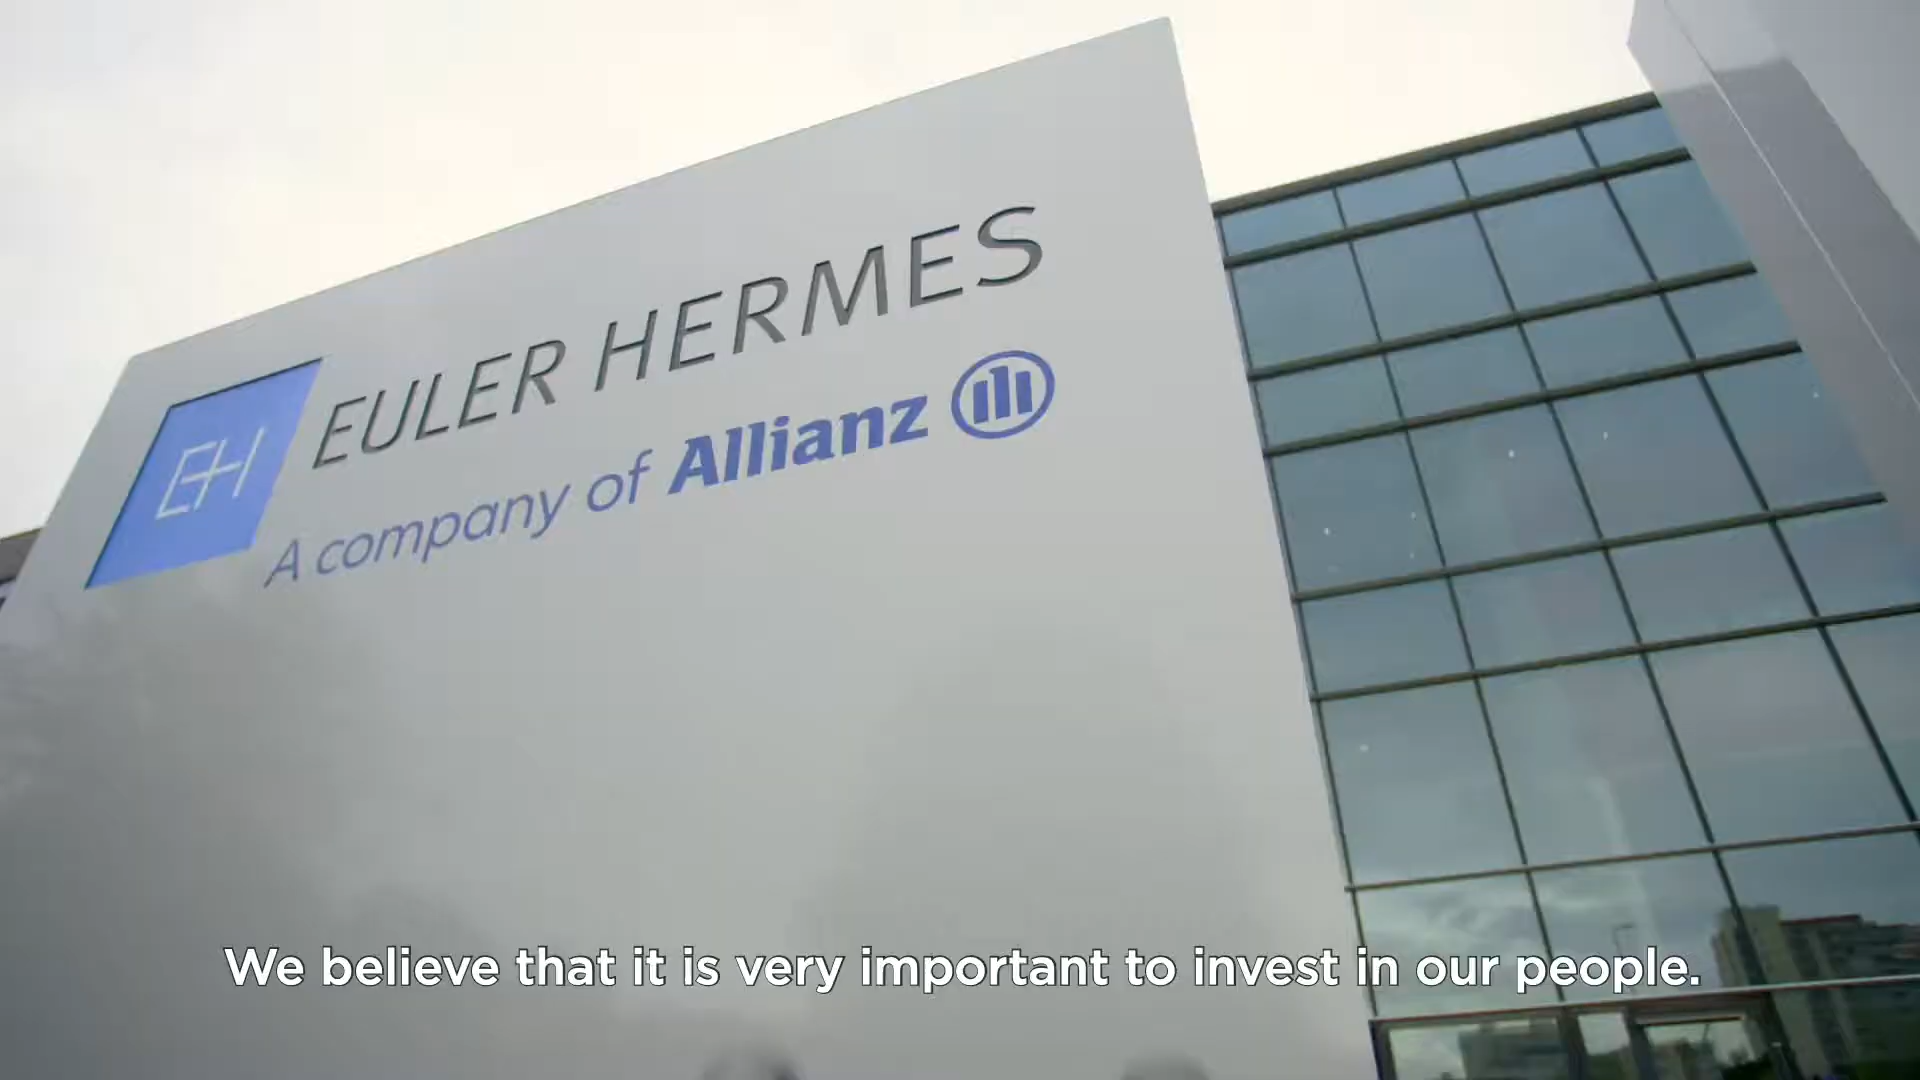 EH
EULER HERMES
A company of Allianz
We believe that it is very important to invest in our people.